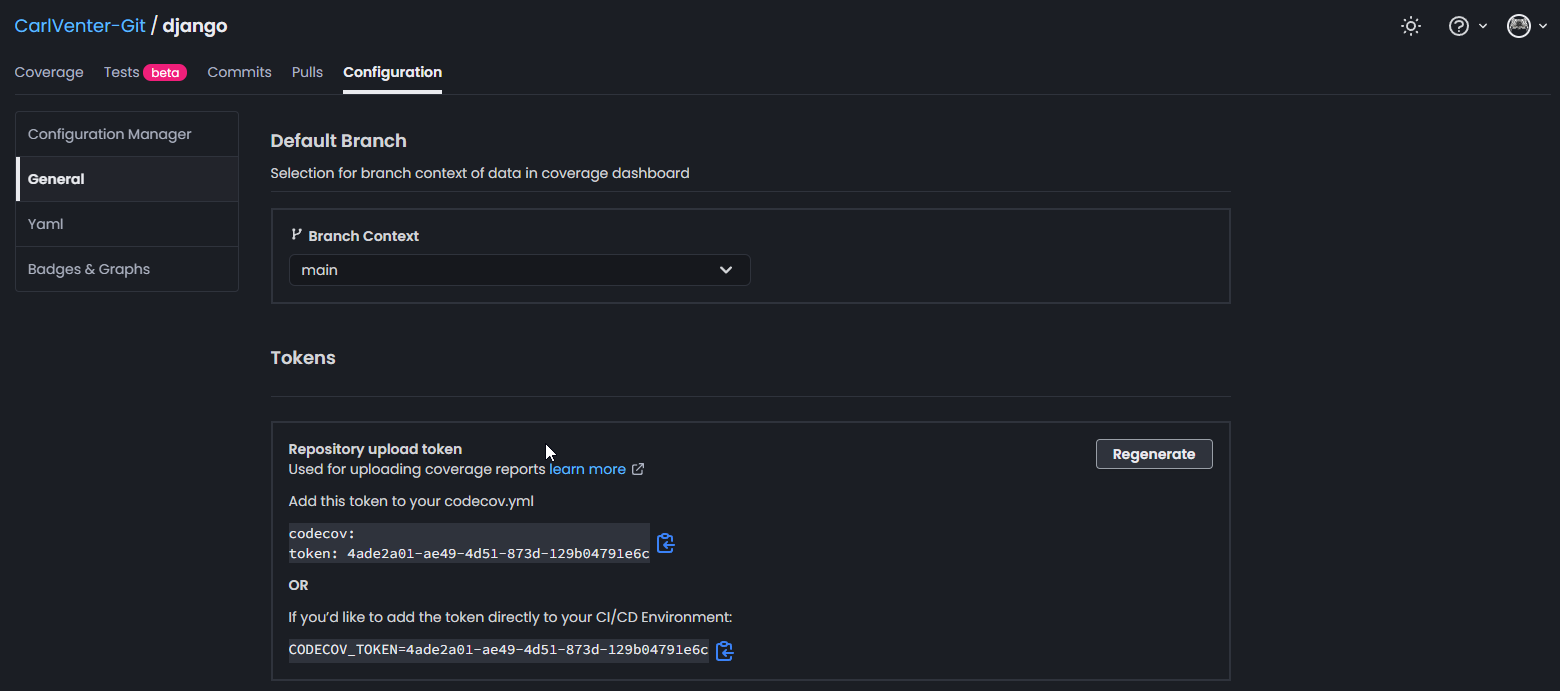 CarlVenter-Git / django
Coverage Tests beta Commits Pulls Configuration
Configuration Manager
General
Yaml
Badges & Graphs
Default Branch
Selection for branch context of data in coverage dashboard
Branch Context
main
Tokens
Repository upload token
Regenerate
Used for uploading coverage reports learn more
Add this token to your codecov.yml
codecov:
token: 4ade2a01-ae49-4d51-873d-129b04791e6c
OR
If you’d like to add the token directly to your CI/CD Environment:
CODECOV_TOKEN=4ade2a01-ae49-4d51-873d-129b04791e6c